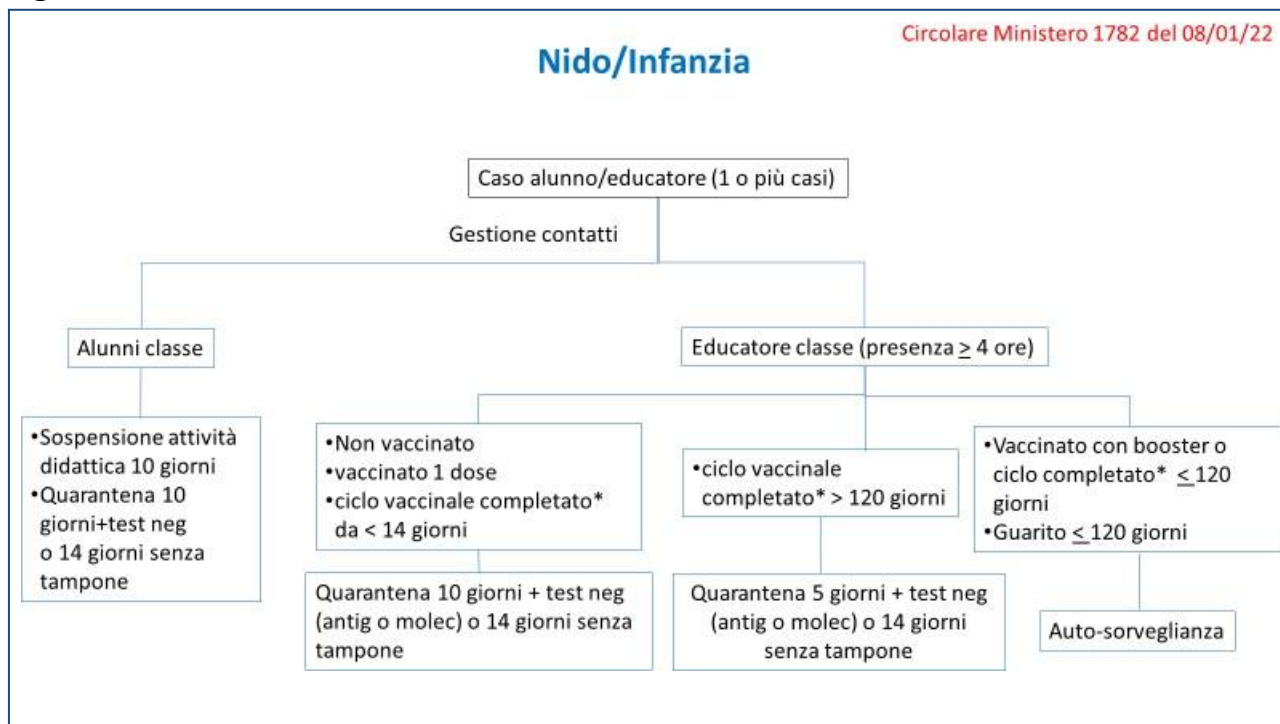 Circolare Ministero 1782 del 08/01/22
Nido/Infanzia
Caso alunno/educatore (1 o più casi)
Gestione contatti
Alunni classe
Educatore classe (presenza > 4 ore)
•Sospensione attività
didattica 10 giorni
•Quarantena 10
giorni+test neg
o 14 giorni senza
tampone
•Non vaccinato
•vaccinato 1 dose
•ciclo vaccinale completato*
da < 14 giorni
•ciclo vaccinale
completato* > 120 giorni
•Vaccinato con booster o
ciclo completato* < 120
giorni
•Guarito < 120 giorni
Quarantena 10 giorni + test neg
(antig o molec) o 14 giorni senza
tampone
Quarantena 5 giorni + test neg
(antig o molec) o 14 giorni
senza tampone
Auto-sorveglianza